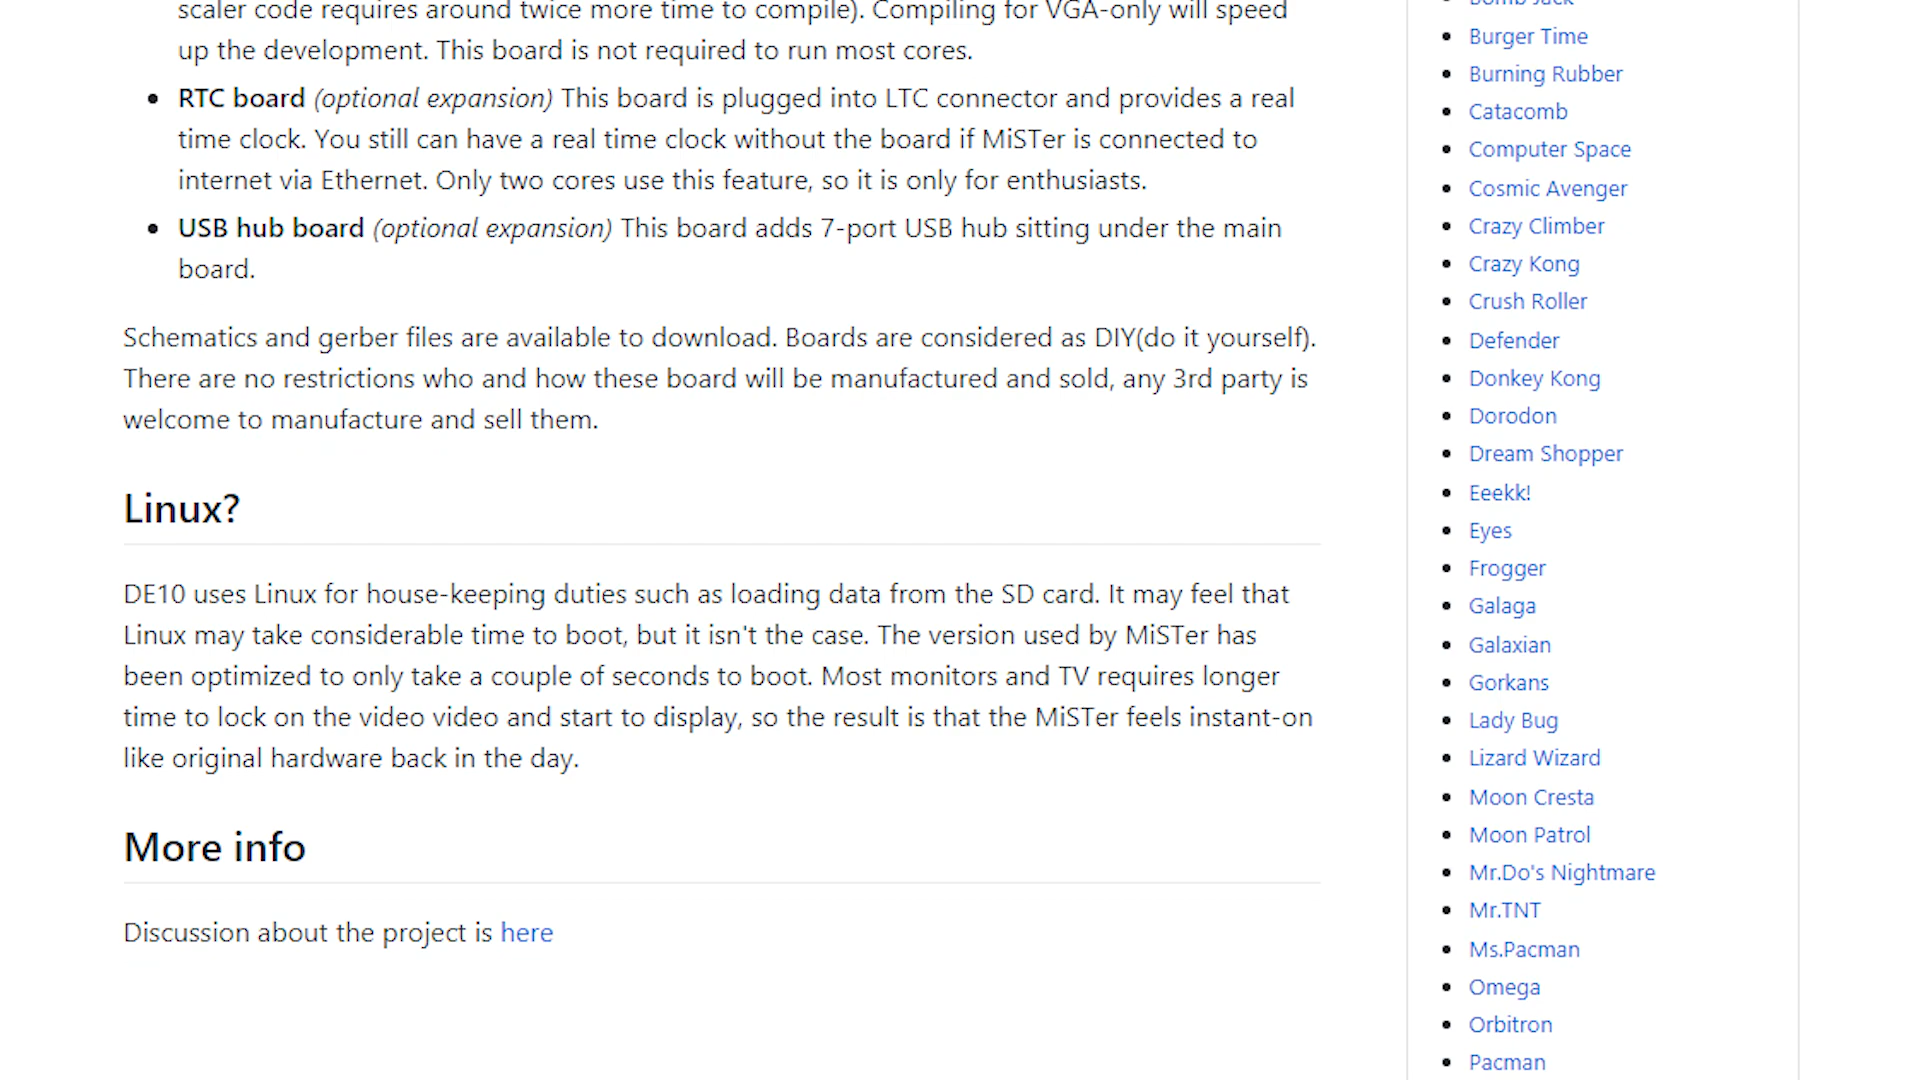 scaler code requires around twice more time to compile). Compiling for VGA-only will speed
up the development. This board is not required to run most cores.
RTC board (optional expansion) This board is plugged into LTC connector and provides a real
time clock. You still can have a real time clock without the board if MiSTer is connected to
internet via Ethernet. Only two cores use this feature, so it is only for enthusiasts.
USB hub board (optional expansion) This board adds 7-port USB hub sitting under the main
board.
Schematics and gerber files are available to download. Boards are considered as DIY(do it yourself).
There are no restrictions who and how these board will be manufactured and sold, any 3rd party is
welcome to manufacture and sell them.
Linux?
DE10 uses Linux for house-keeping duties such as loading data from the SD card. It may feel that
Linux may take considerable time to boot, but it isn't the case. The version used by MiSTer has
been optimized to only take a couple of seconds to boot. Most monitors and TV requires longer
time to lock on the video video and start to display, so the result is that the MiSTer feels instant-on
like original hardware back in the day.
More info
Discussion about the project is here
Bomb Jack
Burger Time
Burning Rubber
Catacomb
Computer Space
Cosmic Avenger
Crazy Climber
Crazy Kong
Crush Roller
Defender
Donkey Kong
Dorodon
Dream Shopper
Eeekk!
Eyes
Frogger
Galaga
Galaxian
Gorkans
Lady Bug
Lizard Wizard
Moon Cresta
Moon Patrol
Mr.Do's Nightmare
Mr.TNT
Ms.Pacman
Omega
Orbitron
Pacman